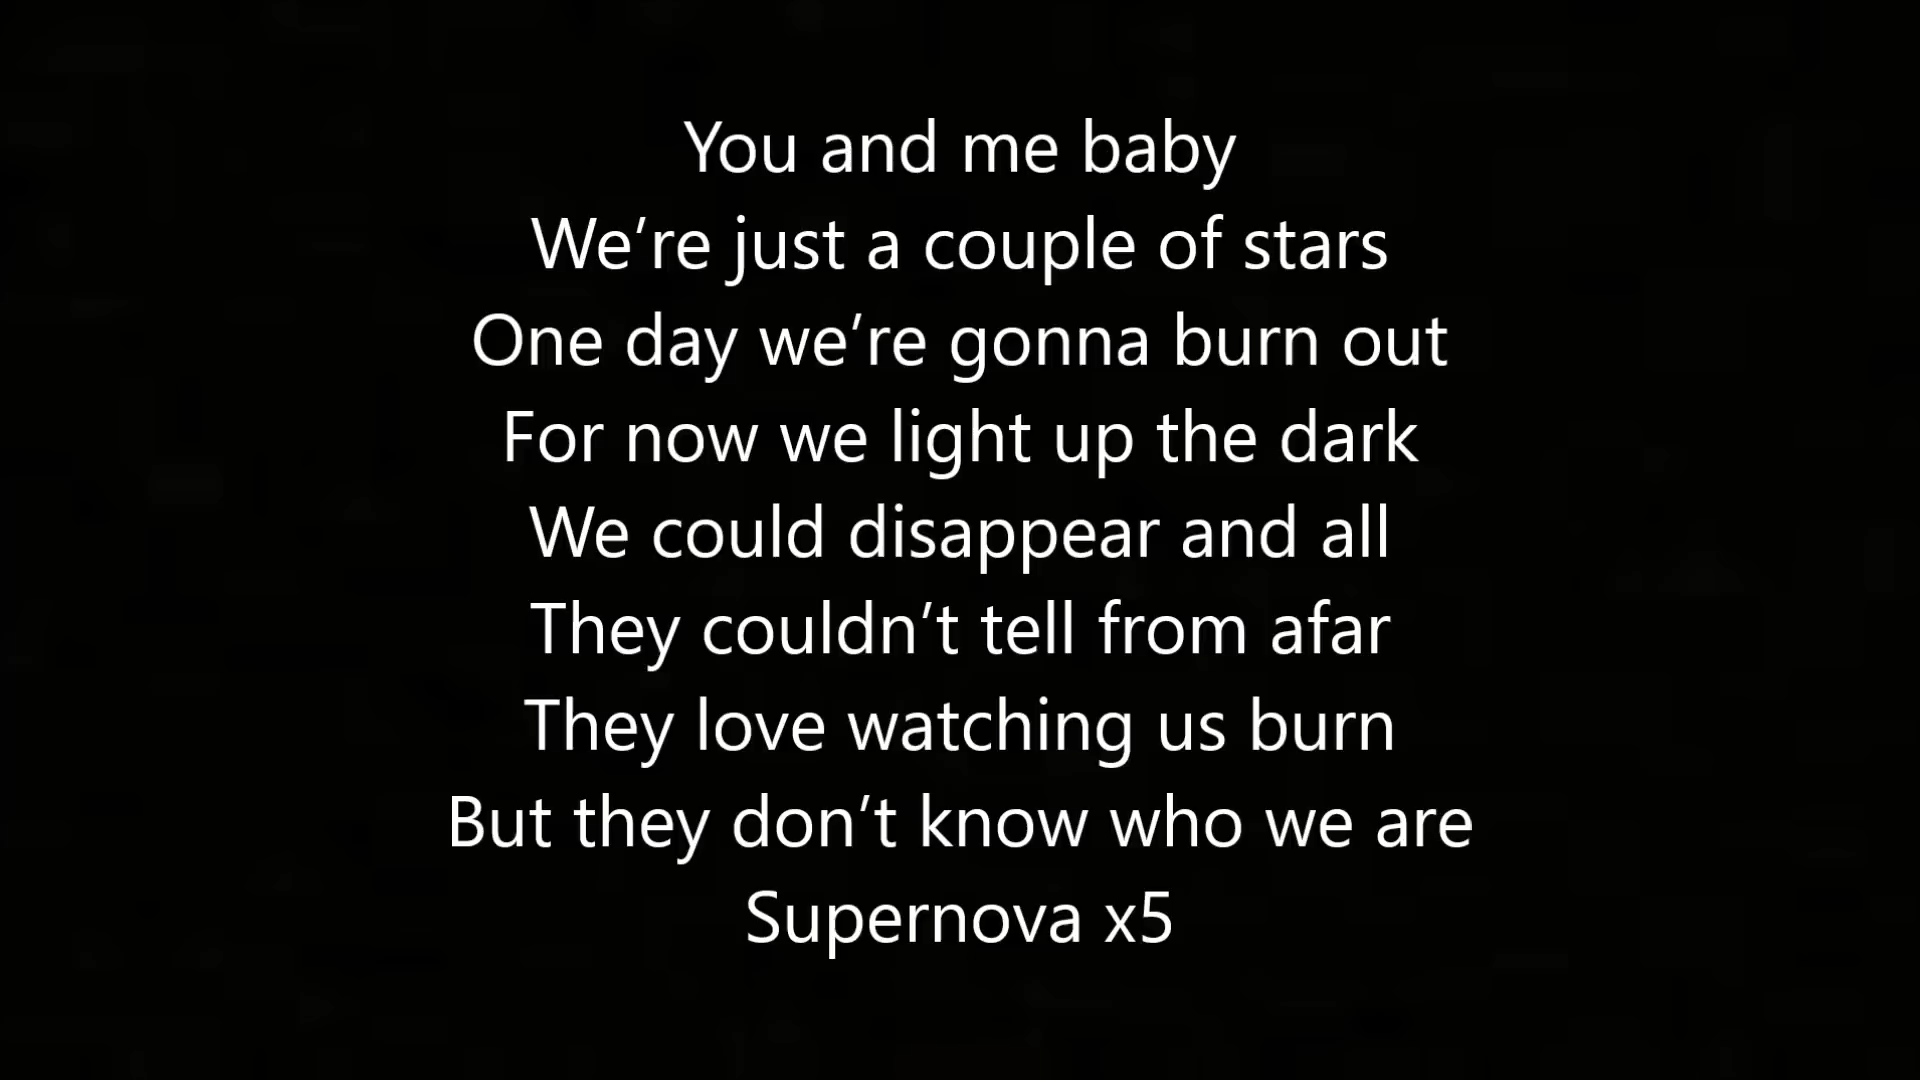 You and me baby
We’re just a couple of stars
One day we’re gonna burn out
For now we light up the dark
We could disappear and all
They couldn’t tell from afar
They love watching us burn
But they don’t know who we are
Supernova x5